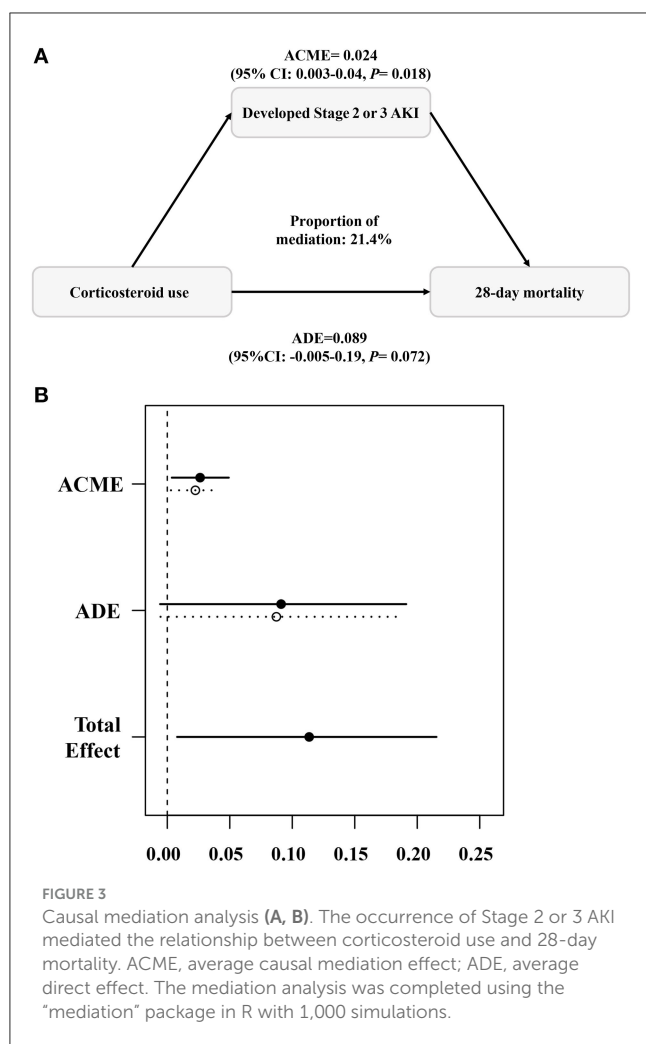 A
ACME= 0.024
(95% CI: 0.003-0.04, P= 0.018)
Developed Stage 2 or 3 AKI
Proportion of
mediation: 21.4%
Corticosteroid use
28-day mortality
ADE=0.089
(95%CI: -0.005-0.19, P= 0.072)
B
ACME
ADE
Total
Effect
0.00 0.05 0.10 0.15 0.20 0.25
FIGURE 3
Causal mediation analysis (A, B). The occurrence of Stage 2 or 3 AKI
mediated the relationship between corticosteroid use and 28-day
mortality. ACME, average causal mediation effect; ADE, average
direct effect. The mediation analysis was completed using the
“mediation” package in R with 1,000 simulations.